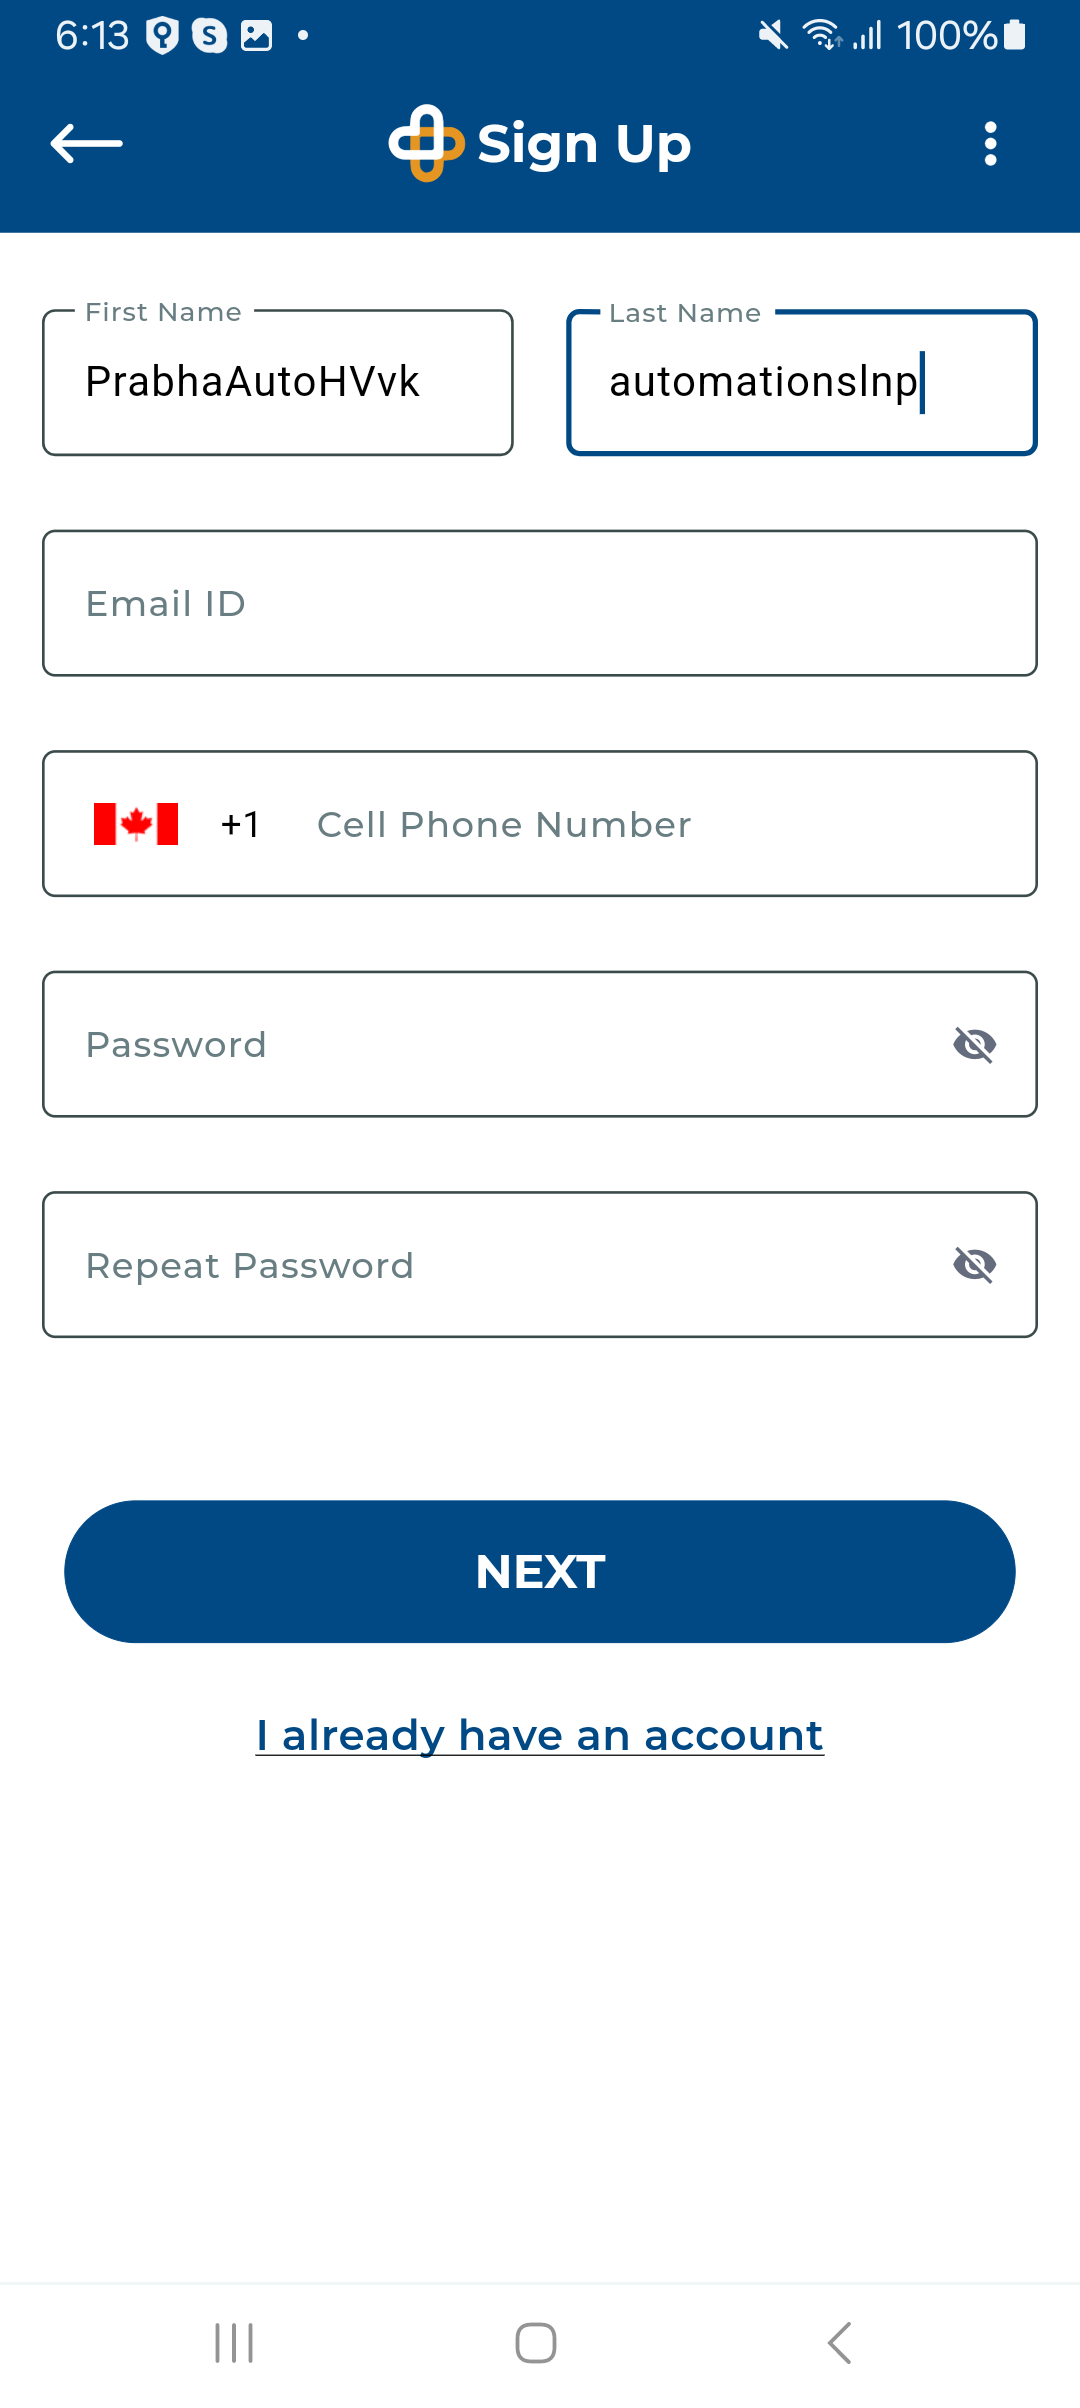 6:13 S 100%
Sign Up
First Name Last Name
PrabhaAutoHVvk automationslnp
Email ID
+1 Cell Phone Number
Password
Repeat Password
NEXT
I already have an account